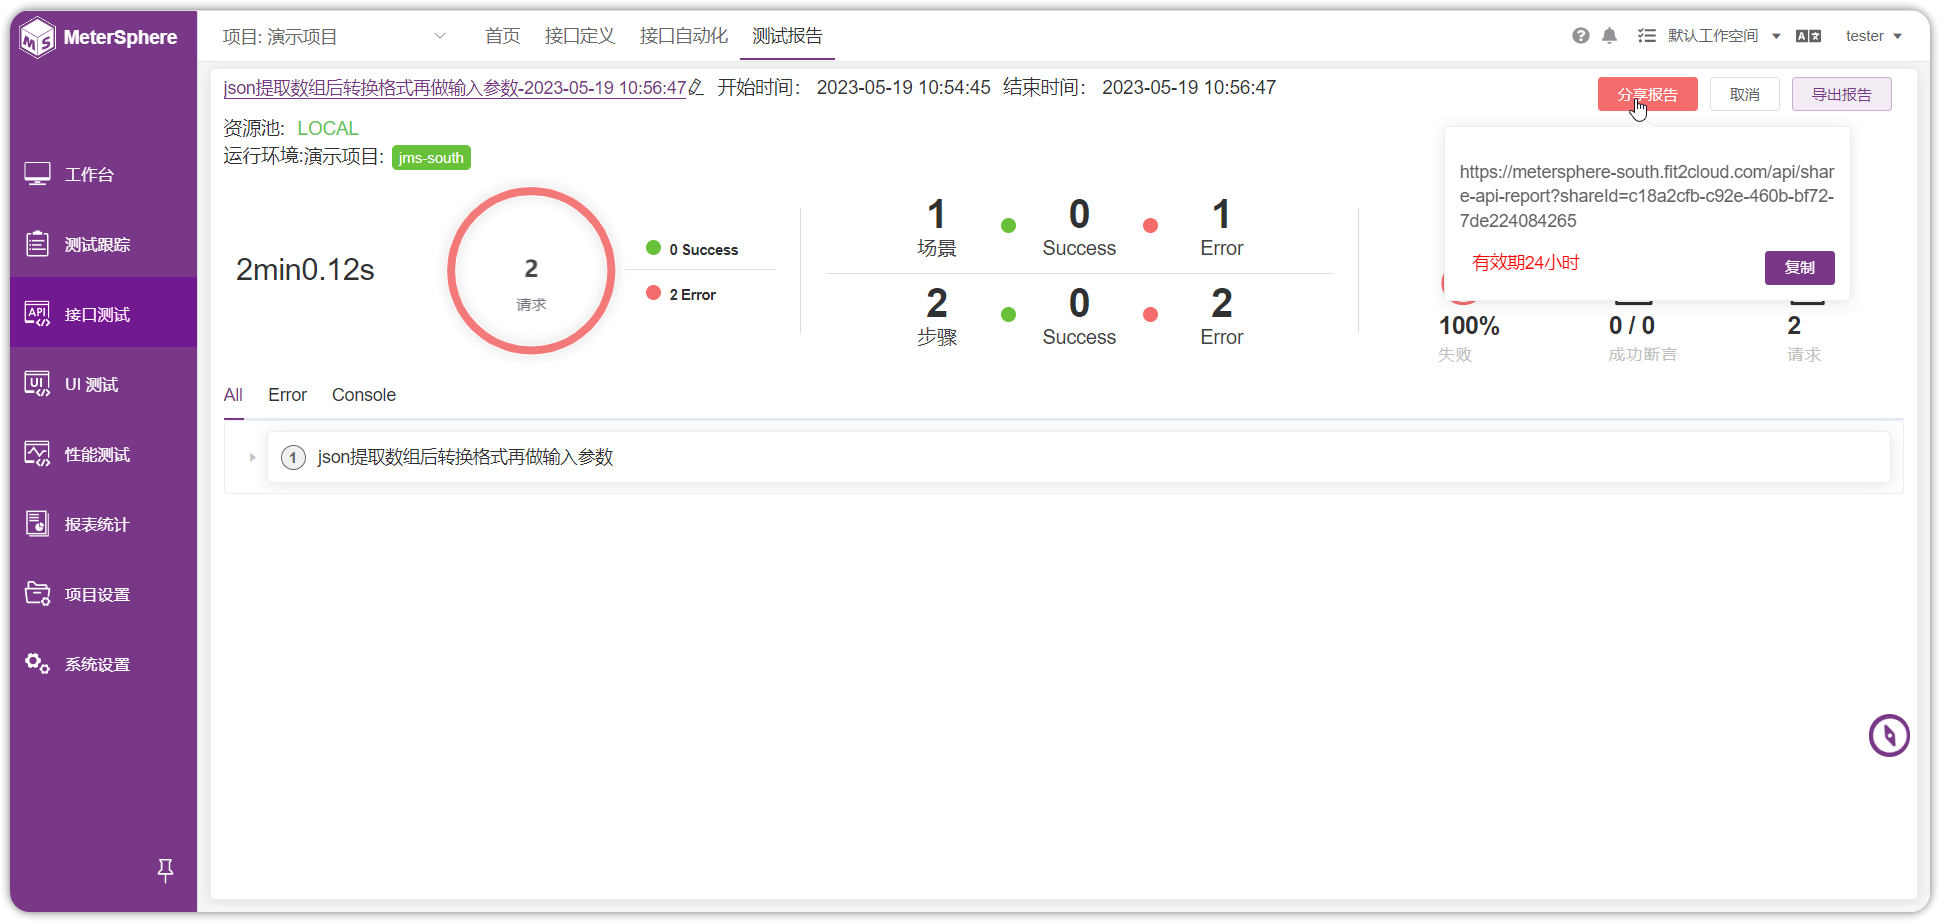 MeterSphere
项目: 演示项目
首页
接口定义
接口自动化
测试报告
默认工作空间
tester
json提取数组后转换格式再做输入参数-2023-05-19 10:56:47
开始时间： 2023-05-19 10:54:45 结束时间： 2023-05-19 10:56:47
分享报告
取消
导出报告
资源池: LOCAL
运行环境:演示项目: jms-south
https://metersphere-south.fit2cloud.com/api/shar
e-api-report?shareId=c18a2cfb-c92e-460b-bf72-
7de224084265
有效期24小时
复制
工作台
测试跟踪
接口测试
UI 测试
性能测试
报表统计
项目设置
系统设置
2min0.12s
2
请求
0 Success
2 Error
1
场景
0
Success
1
Error
2
步骤
0
Success
2
Error
100%
失败
0 / 0
成功断言
2
请求
All
Error
Console
1 json提取数组后转换格式再做输入参数